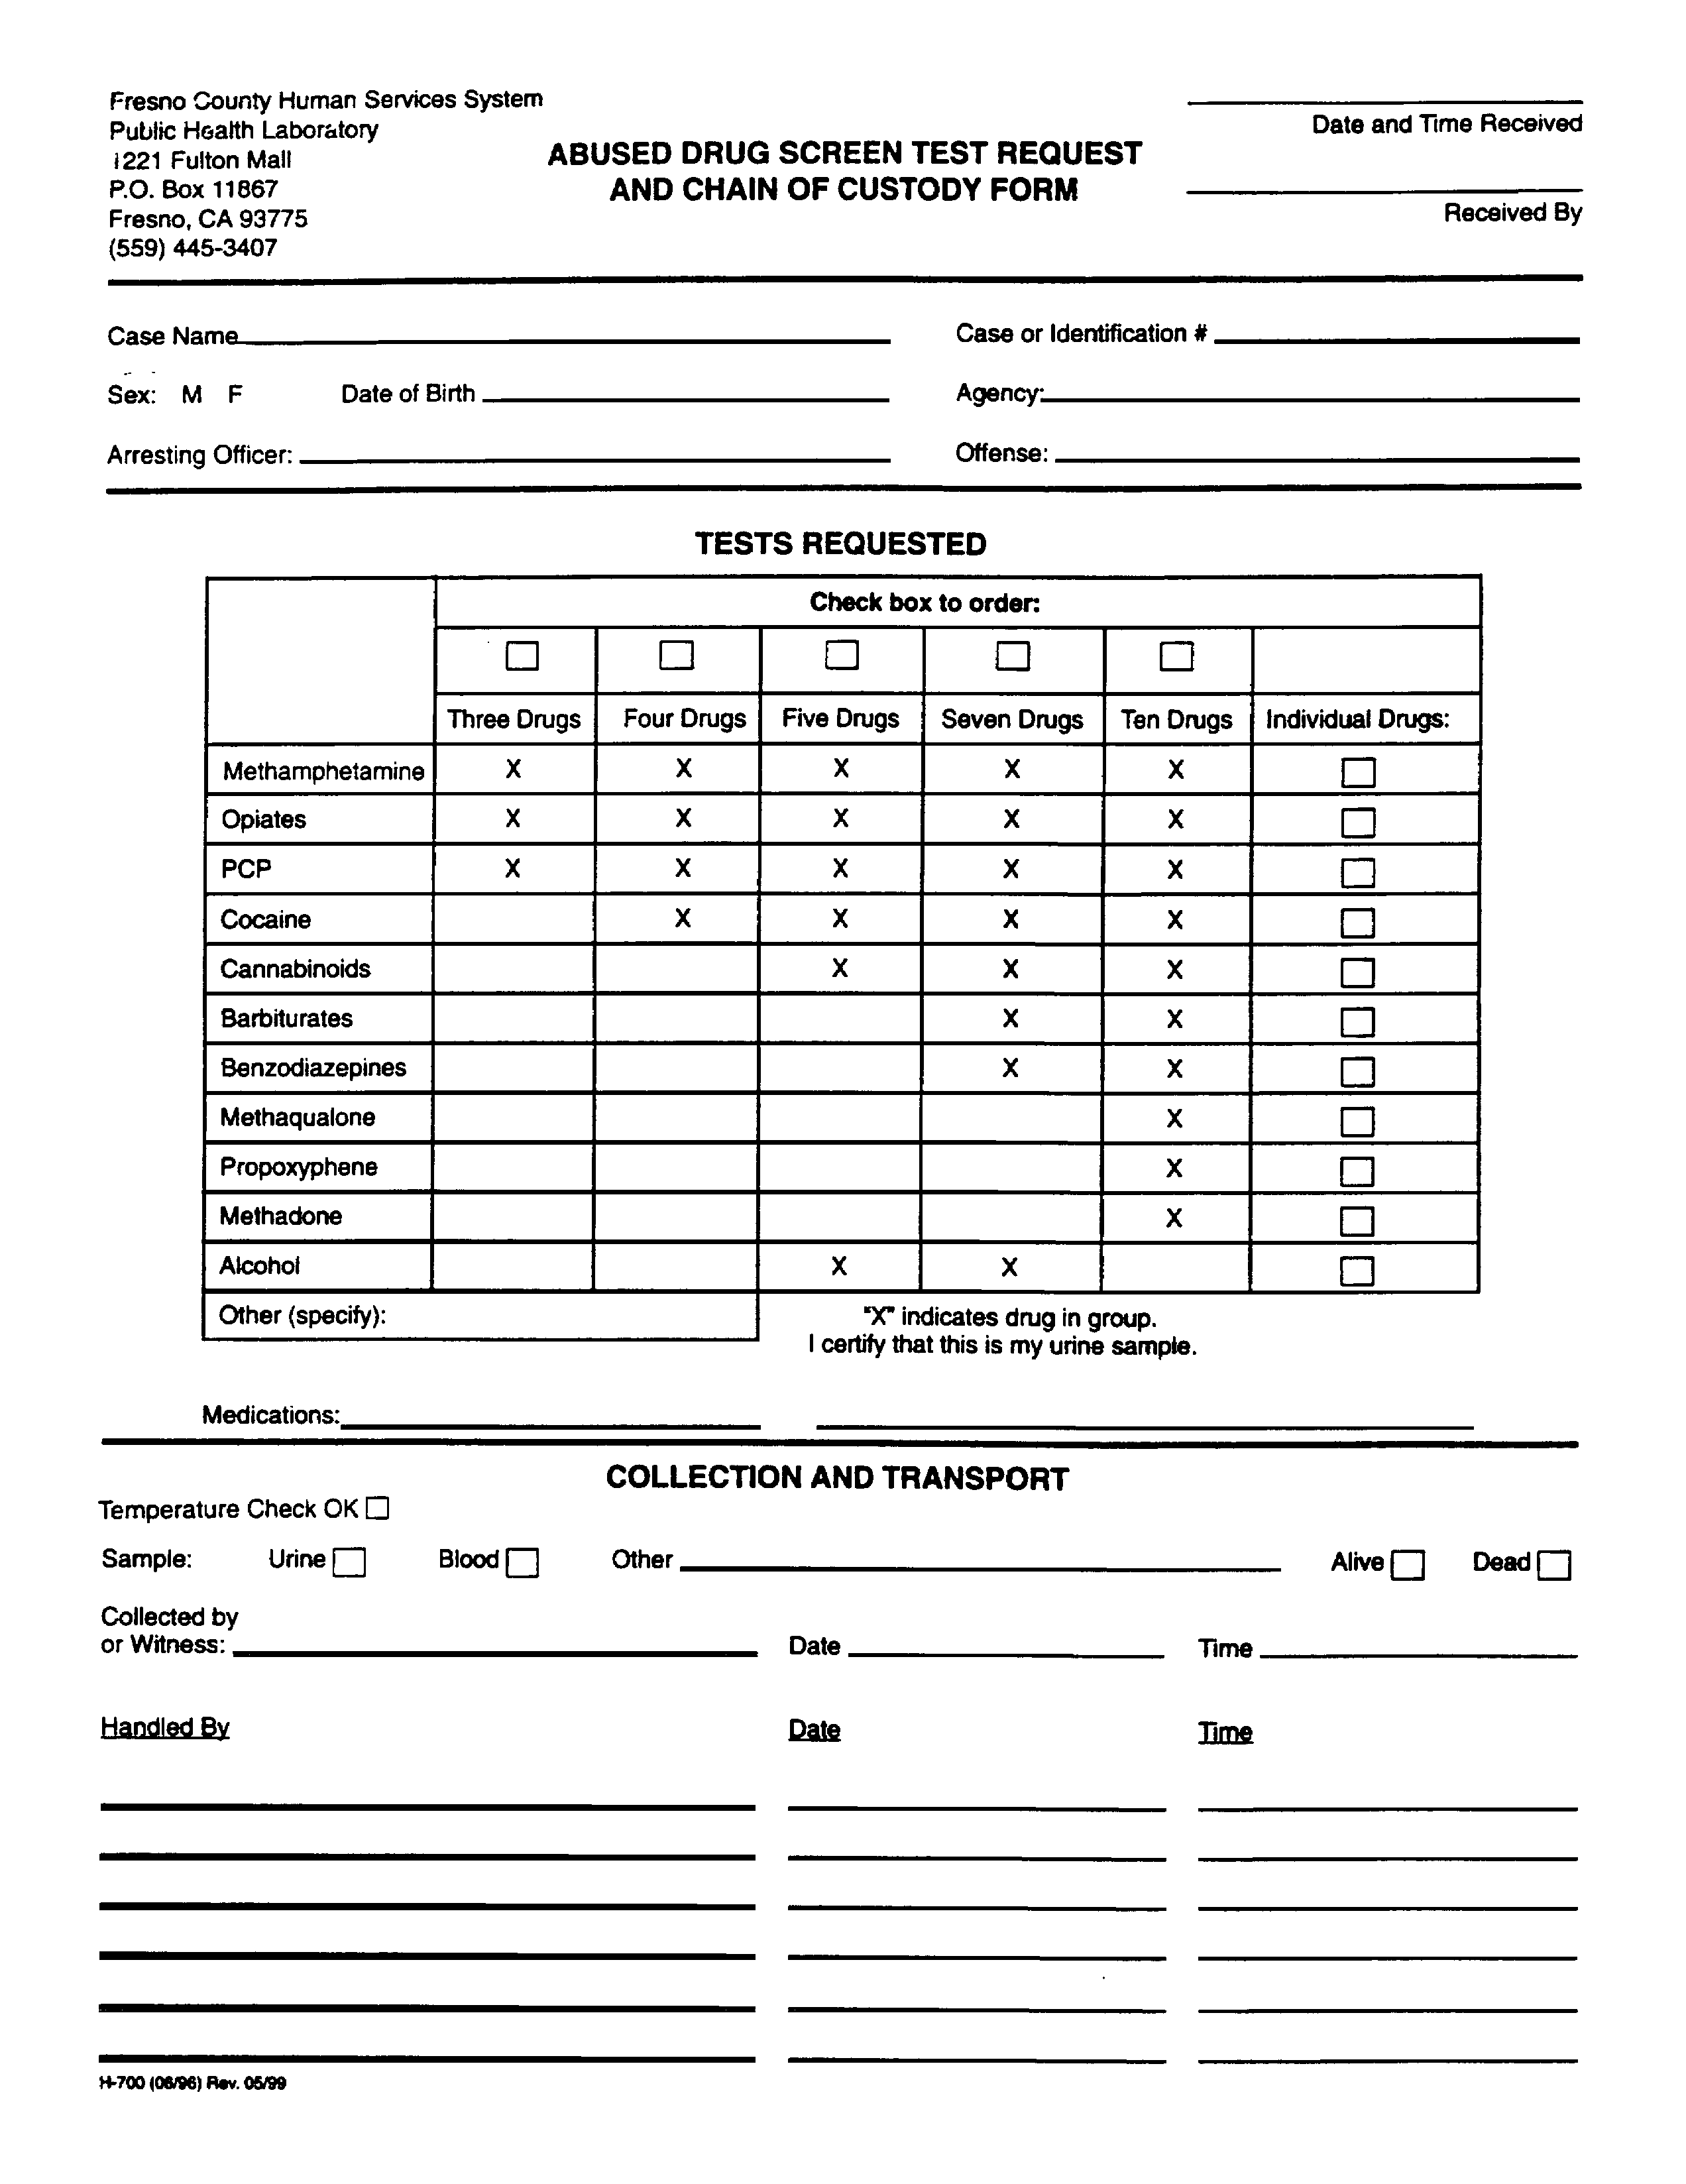 Fresno County Human Services System
Public Health Laboratory
1221 Fulton Mall
P.O. Box 11867
Fresno, CA 93775
(559) 445-3407
ABUSED DRUG SCREEN TEST REQUEST
AND CHAIN OF CUSTODY FORM
Date and Time Received
Received By
Case Name
Case or Identification #
Sex: M F Date of Birth
Agency:
Arresting Officer:
Offense:
TESTS REQUESTED
Check box to order:
Three Drugs Four Drugs Five Drugs Seven Drugs Ten Drugs Individual Drugs:
Methamphetamine X X X X X
Opiates X X X X X
PCP X X X X X
Cocaine X X X X
Cannabinoids X X X
Barbiturates X X
Benzodiazepines X X
Methaqualone X
Propoxyphene X
Methadone X
Alcohol X X
Other (specify):
"X" indicates drug in group.
I certify that this is my urine sample.
Medications:
COLLECTION AND TRANSPORT
Temperature Check OK
Sample: Urine Blood Other Alive Dead
Collected by
or Witness: Date Time
Handled By Date Time
H-700 (06/96) Rev. 05/99